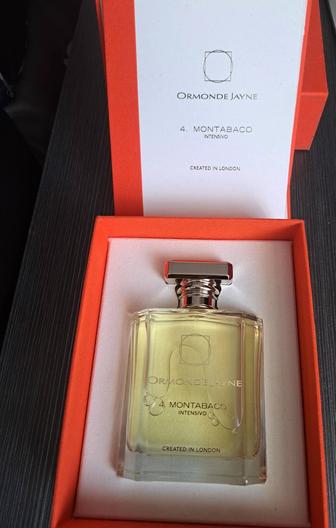 ORMONDE JAYNE
4. MONTABACO
INTENSIVO
CREATED IN LONDON
ORMONDE JAYNE
4. MONTABACO
INTENSIVO
CREATED IN LONDON